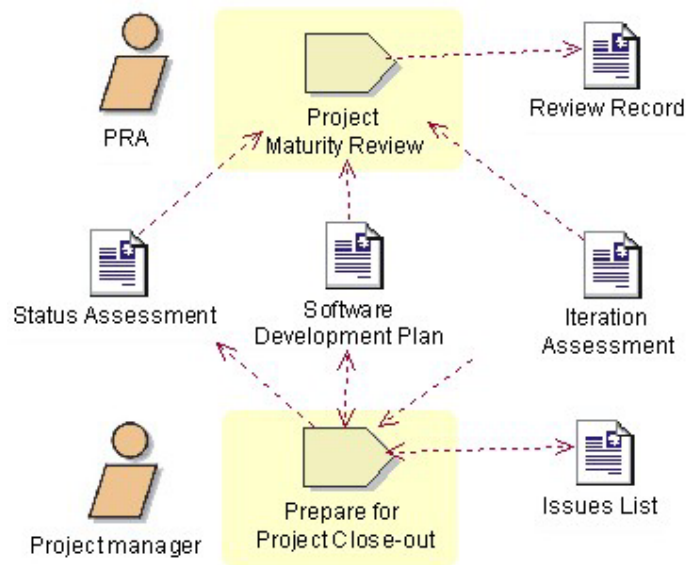 PRA
Project
Maturity Review
Review Record
Status Assessment
Software
Development Plan
Iteration
Assessment
Project manager
Prepare for
Project Close-out
Issues List